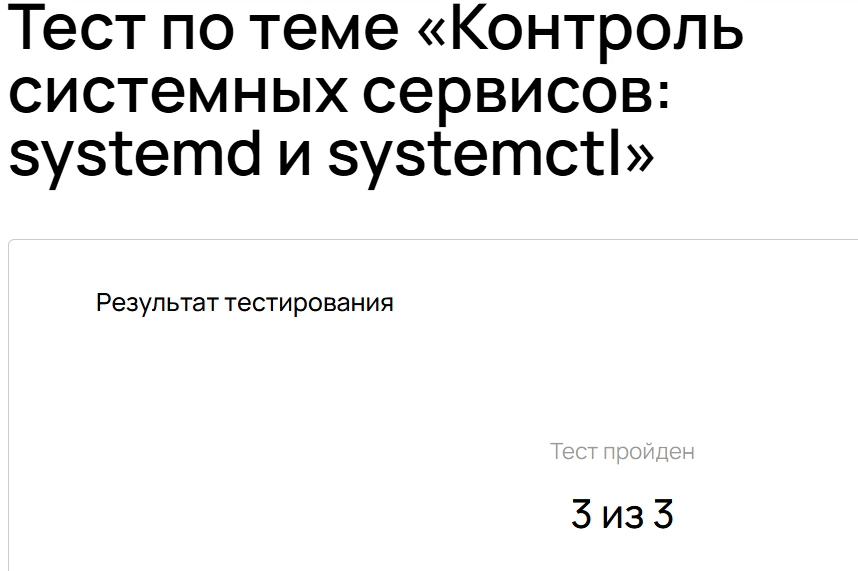 Тест по теме «Контроль
системных сервисов:
systemd и systemctl»
Результат тестирования
Тест пройден
3 из 3